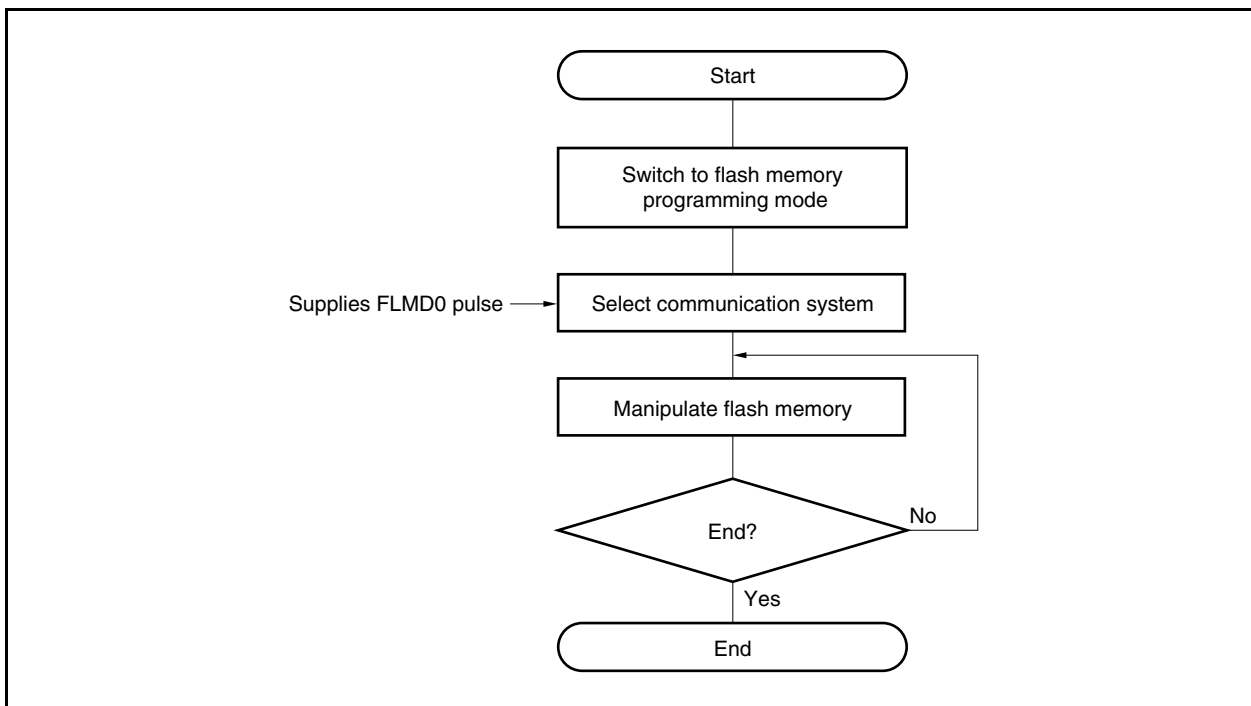 Start
Switch to flash memory
programming mode
Supplies FLMD0 pulse
Select communication system
Manipulate flash memory
End?
No
Yes
End